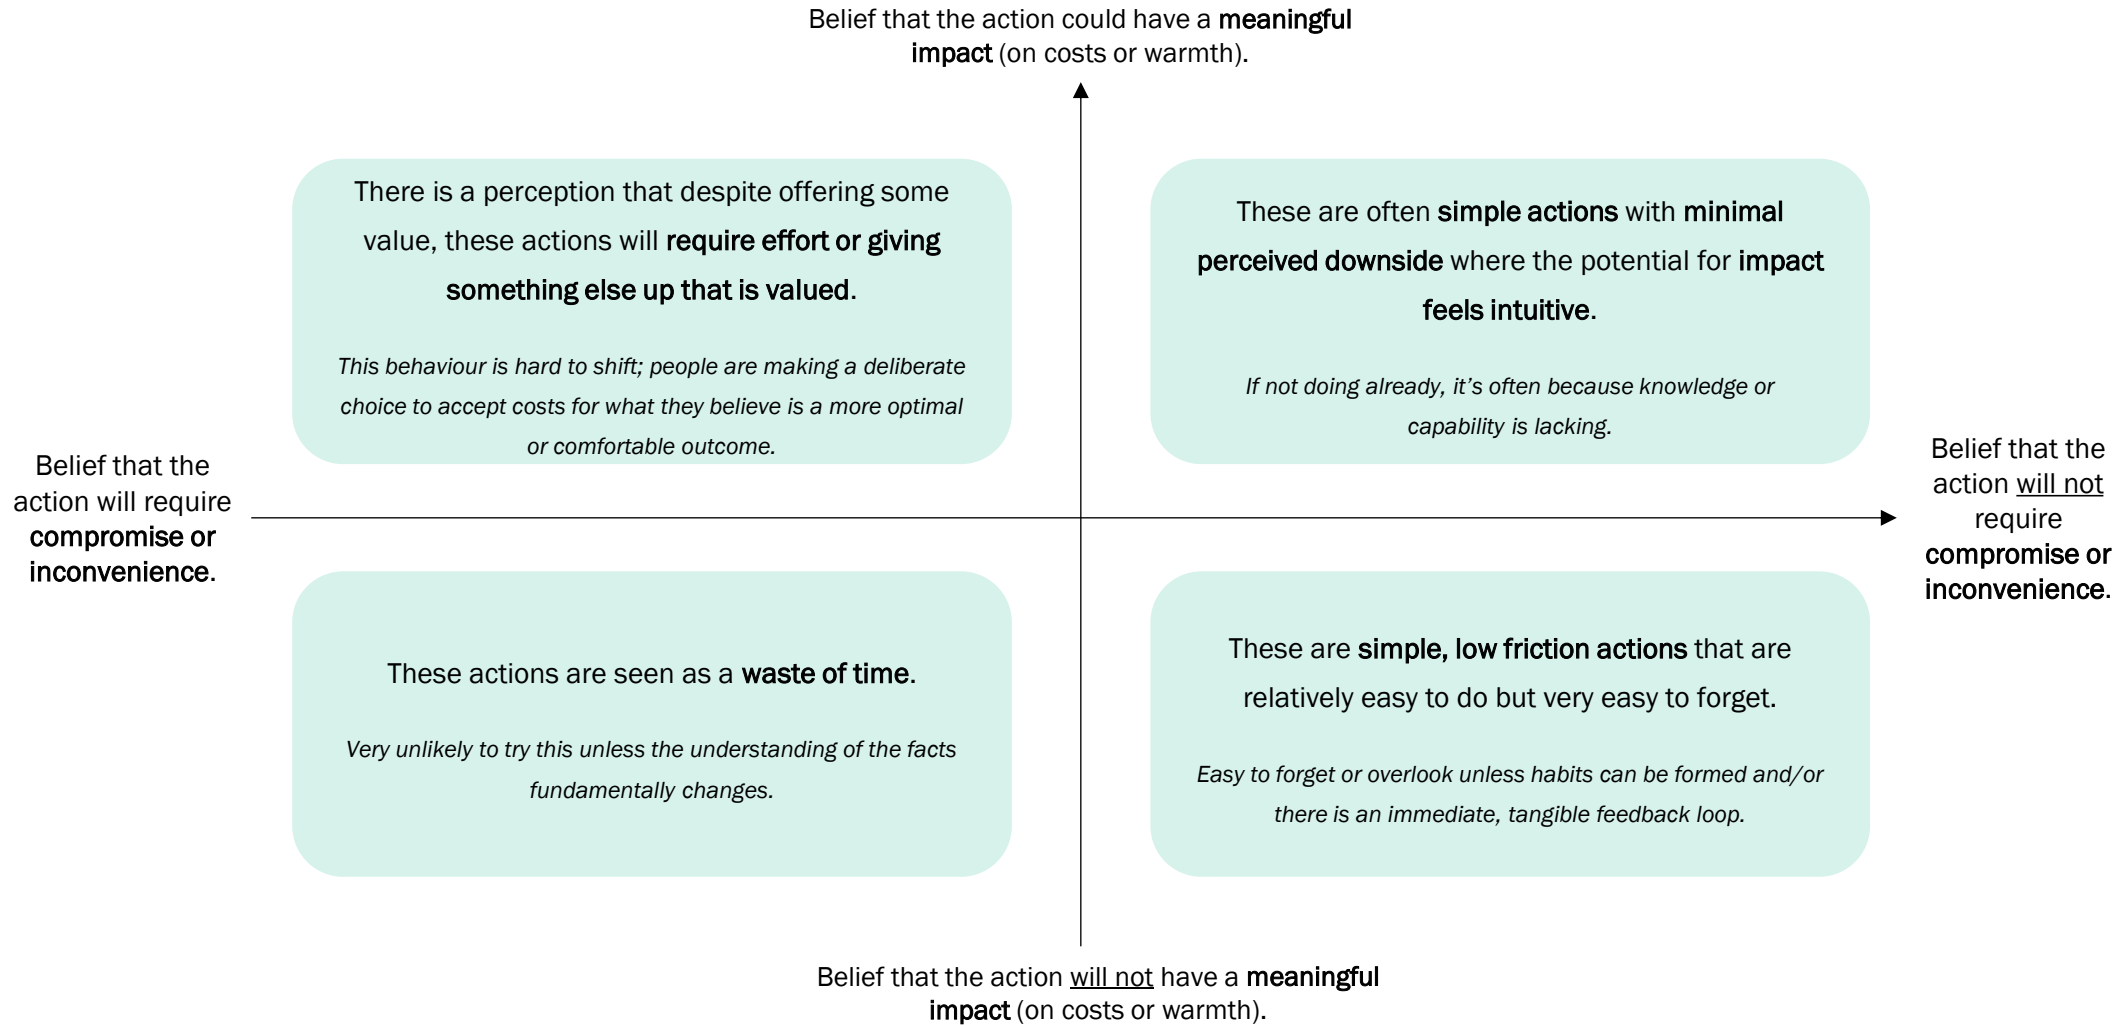 Belief that the action could have a meaningful
impact (on costs or warmth).
There is a perception that despite offering some
value, these actions will require effort or giving
something else up that is valued.
This behaviour is hard to shift; people are making a deliberate
choice to accept costs for what they believe is a more optimal
or comfortable outcome.
These are often simple actions with minimal
perceived downside where the potential for impact
feels intuitive.
If not doing already, it’s often because knowledge or
capability is lacking.
Belief that the
action will require
compromise or
inconvenience.
Belief that the
action will not
require
compromise or
inconvenience.
These actions are seen as a waste of time.
Very unlikely to try this unless the understanding of the facts
fundamentally changes.
These are simple, low friction actions that are
relatively easy to do but very easy to forget.
Easy to forget or overlook unless habits can be formed and/or
there is an immediate, tangible feedback loop.
Belief that the action will not have a meaningful
impact (on costs or warmth).